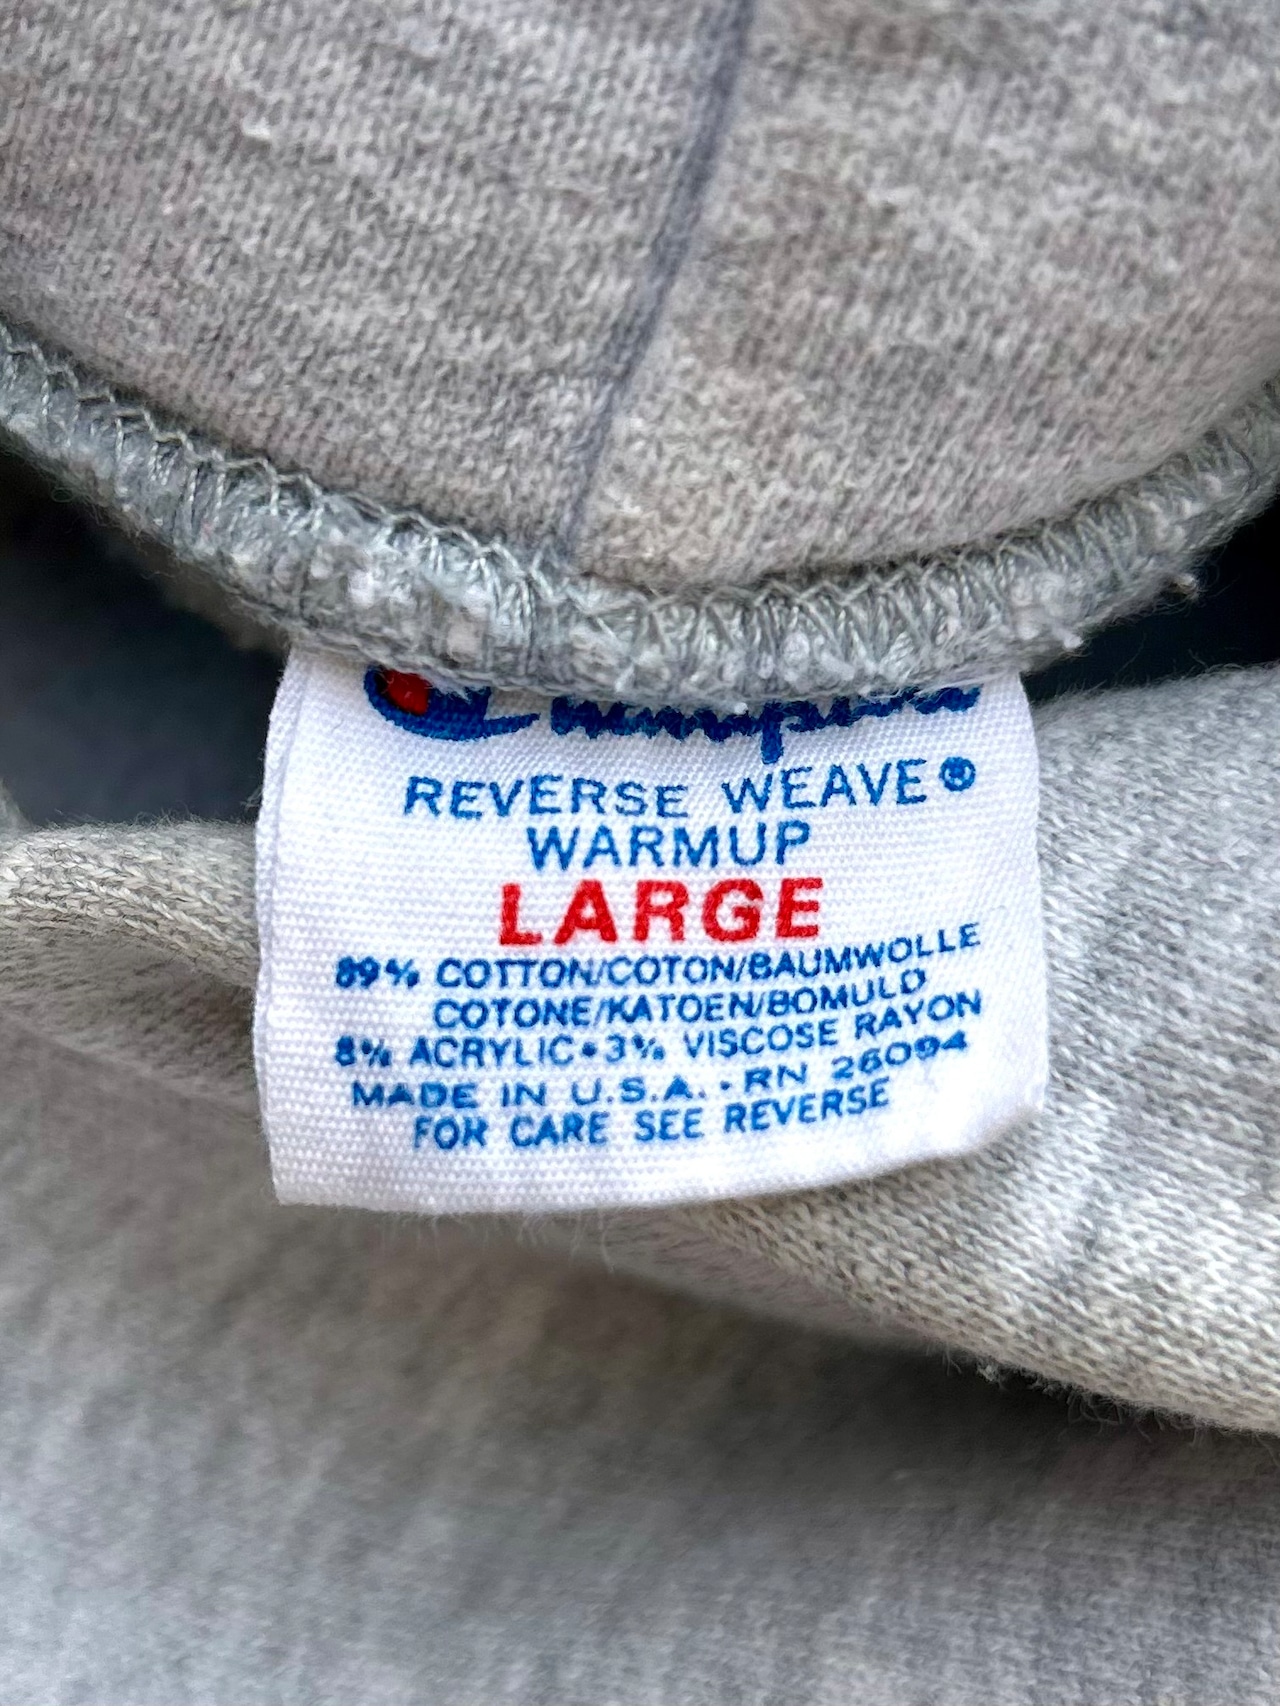 Champion
REVERSE WEAVE®
WARMUP
LARGE
89% COTTON/COTON/BAUMWOLLE
COTONE/KATOEN/BOMULD
8% ACRYLIC•3% VISCOSE RAYON
MADE IN U.S.A. • RN 26094
FOR CARE SEE REVERSE